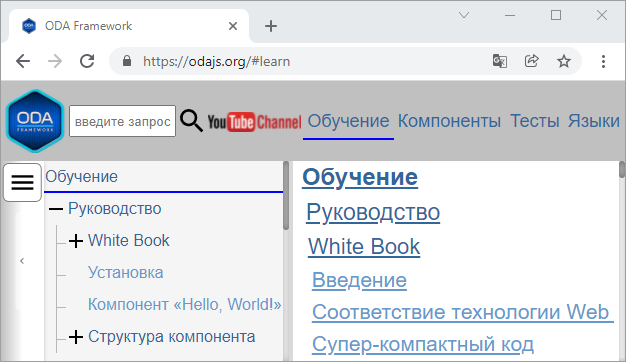 ODA Framework
https://odajs.org/#learn
ODA
FRAMEWORK
введите запрос
YouTube Channel
Обучение Компоненты Тесты Языки
Обучение
Руководство
White Book
Установка
Компонент «Hello, World!»
Структура компонента
Обучение
Руководство
White Book
Введение
Соответствие технологии Web
Супер-компактный код